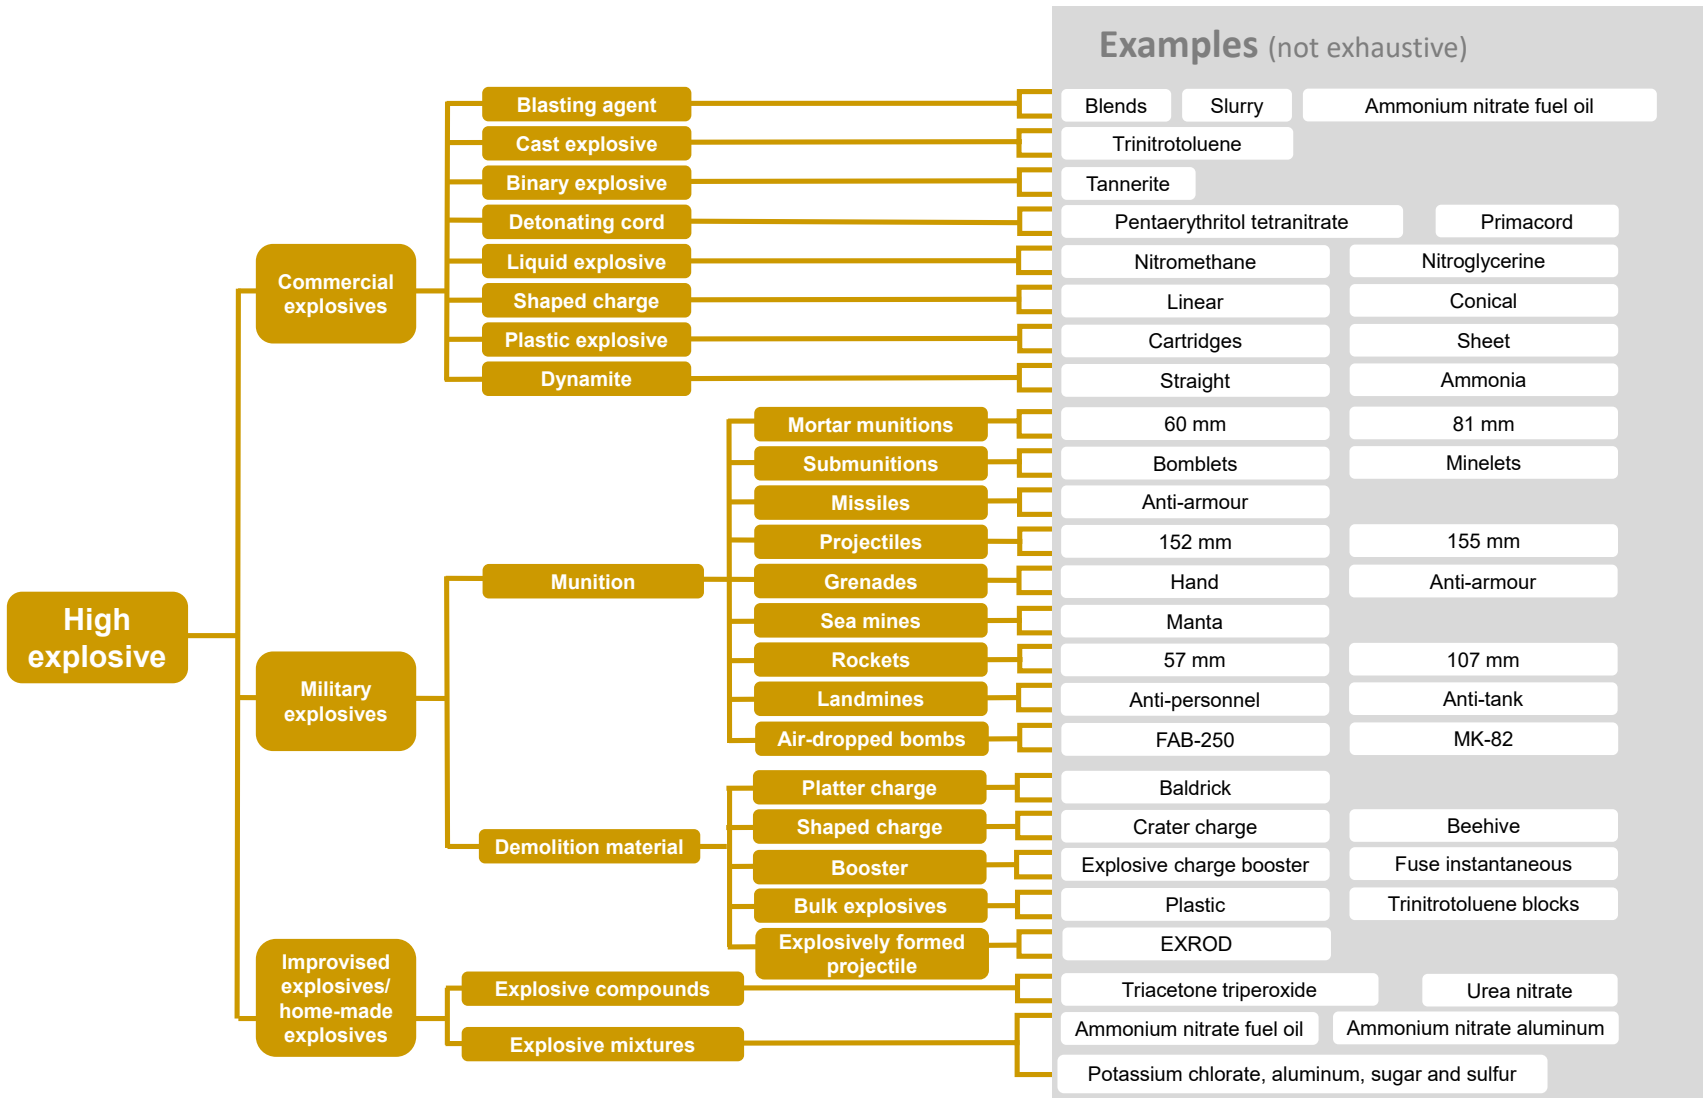 Examples (not exhaustive)
Blasting agent
Blends
Slurry
Ammonium nitrate fuel oil
Cast explosive
Trinitrotoluene
Binary explosive
Tannerite
Detonating cord
Pentaerythritol tetranitrate
Primacord
Commercial
explosives
Liquid explosive
Nitromethane
Nitroglycerine
Shaped charge
Linear
Conical
Plastic explosive
Cartridges
Sheet
Dynamite
Straight
Ammonia
Mortar munitions
60 mm
81 mm
Submunitions
Bomblets
Minelets
Missiles
Anti-armour
Projectiles
152 mm
155 mm
Munition
Grenades
Hand
Anti-armour
High
explosive
Sea mines
Manta
Rockets
57 mm
107 mm
Military
explosives
Landmines
Anti-personnel
Anti-tank
Air-dropped bombs
FAB-250
MK-82
Platter charge
Baldrick
Demolition material
Shaped charge
Crater charge
Beehive
Booster
Explosive charge booster
Fuse instantaneous
Bulk explosives
Plastic
Trinitrotoluene blocks
Explosively formed
projectile
EXROD
Improvised
explosives/
home-made
explosives
Explosive compounds
Triacetone triperoxide
Urea nitrate
Explosive mixtures
Ammonium nitrate fuel oil
Ammonium nitrate aluminum
Potassium chlorate, aluminum, sugar and sulfur